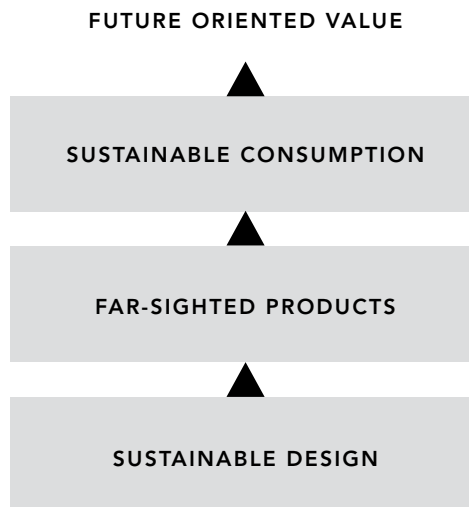 FUTURE ORIENTED VALUE
SUSTAINABLE CONSUMPTION
FAR-SIGHTED PRODUCTS
SUSTAINABLE DESIGN